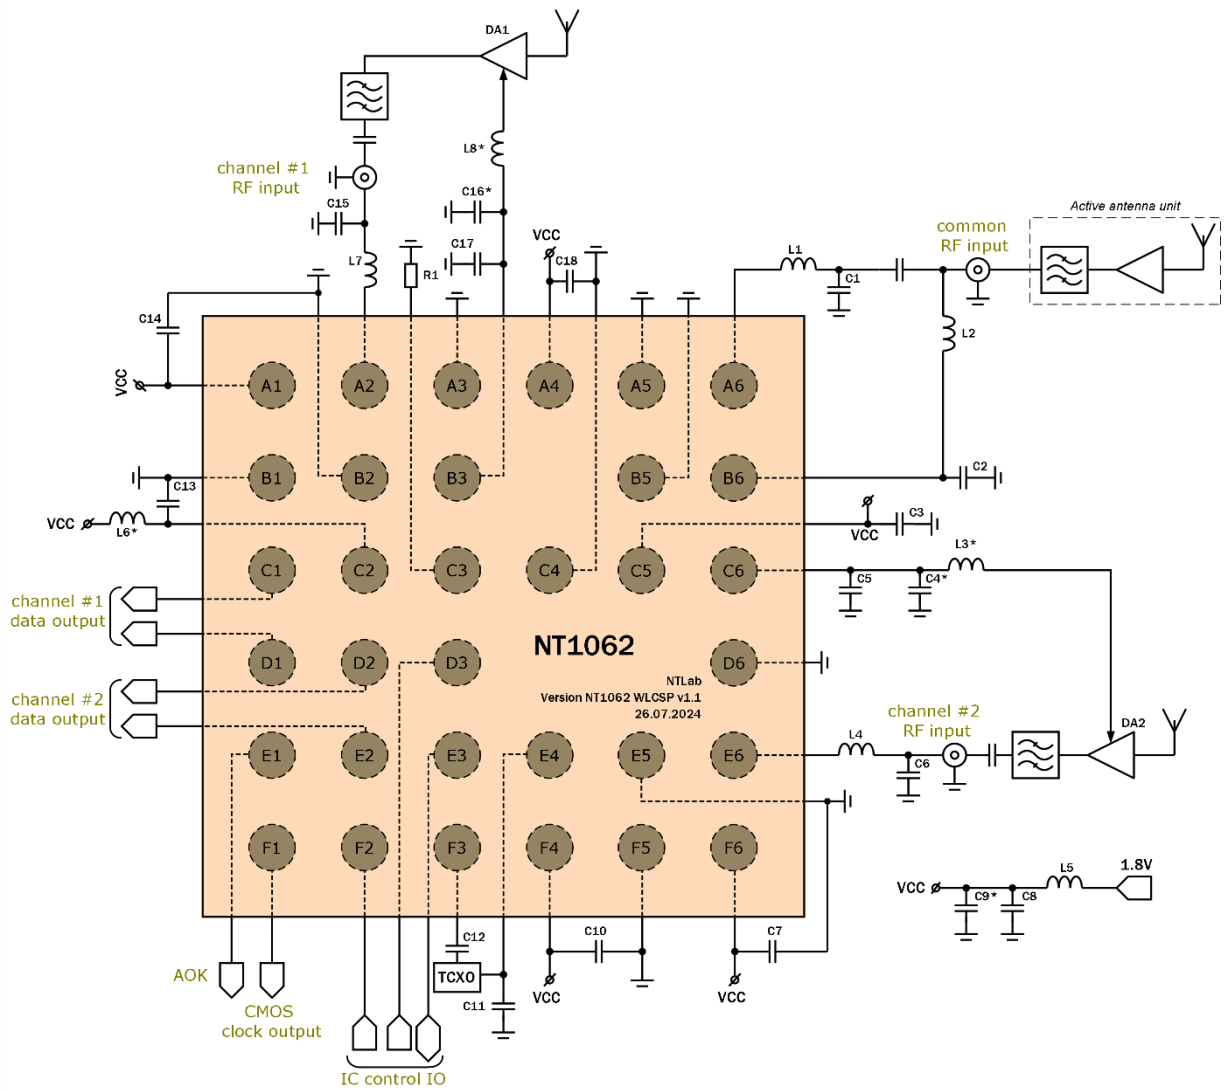 DA1
L8*
channel #1
RF input
C16*
C15
C17
L7
R1
VCC
C18
Active antenna unit
common
RF input
L1
C1
L2
C14
VCC
A1
A2
A3
A4
A5
A6
B1
B2
B3
B5
B6
C2
C13
VCC
L6*
VCC
C3
L3*
C1
C2
C3
C4
C5
C6
C5
C4*
channel #1
data output
NT1062
D1
D2
D3
D6
NTLab
Version NT1062 WLCSP v1.1
26.07.2024
channel #2
data output
channel #2
RF input
DA2
L4
C6
E1
E2
E3
E4
E5
E6
F1
F2
F3
F4
F5
F6
1.8V
L5
VCC
C9*
C8
C12
C10
C7
AOK
TCXO
C11
VCC
VCC
CMOS
clock output
IC control IO